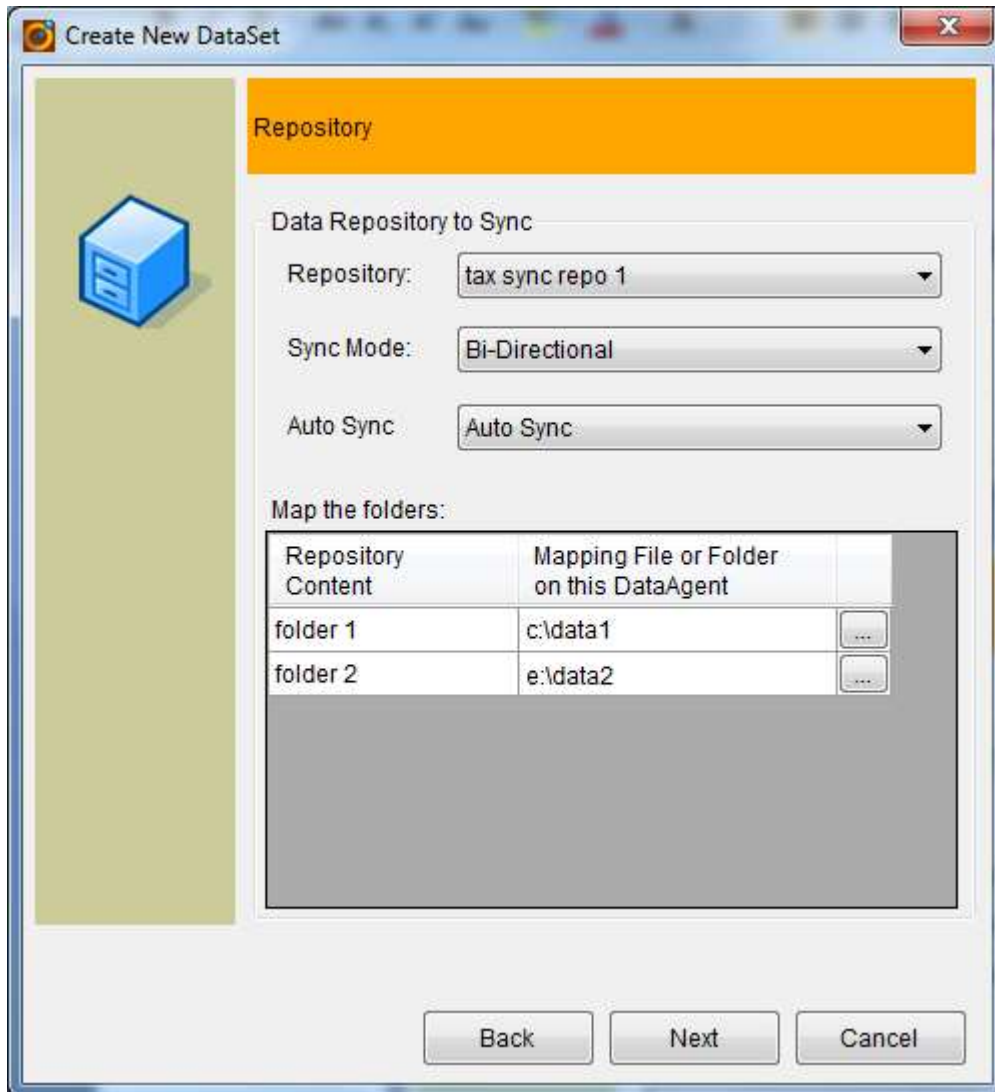 Create New DataSet
Repository
Data Repository to Sync
Repository: tax sync repo 1
Sync Mode: Bi-Directional
Auto Sync Auto Sync
Map the folders:
Repository Mapping File or Folder
Content on this DataAgent
folder 1 c:\data1 ...
folder 2 e:\data2 ...
Back Next Cancel